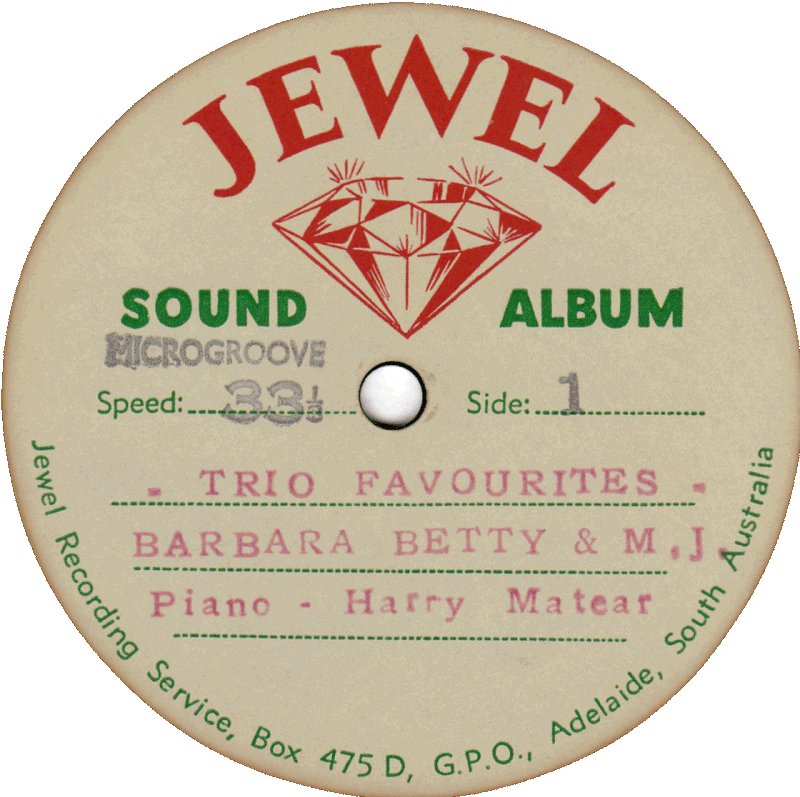 JEWEL
SOUND ALBUM
MICROGROOVE
Speed: 33⅓ Side: 1
- TRIO FAVOURITES -
BARBARA BETTY & M.J.
Piano - Harry Matear
Jewel Recording Service, Box 475 D, G.P.O., Adelaide, South Australia